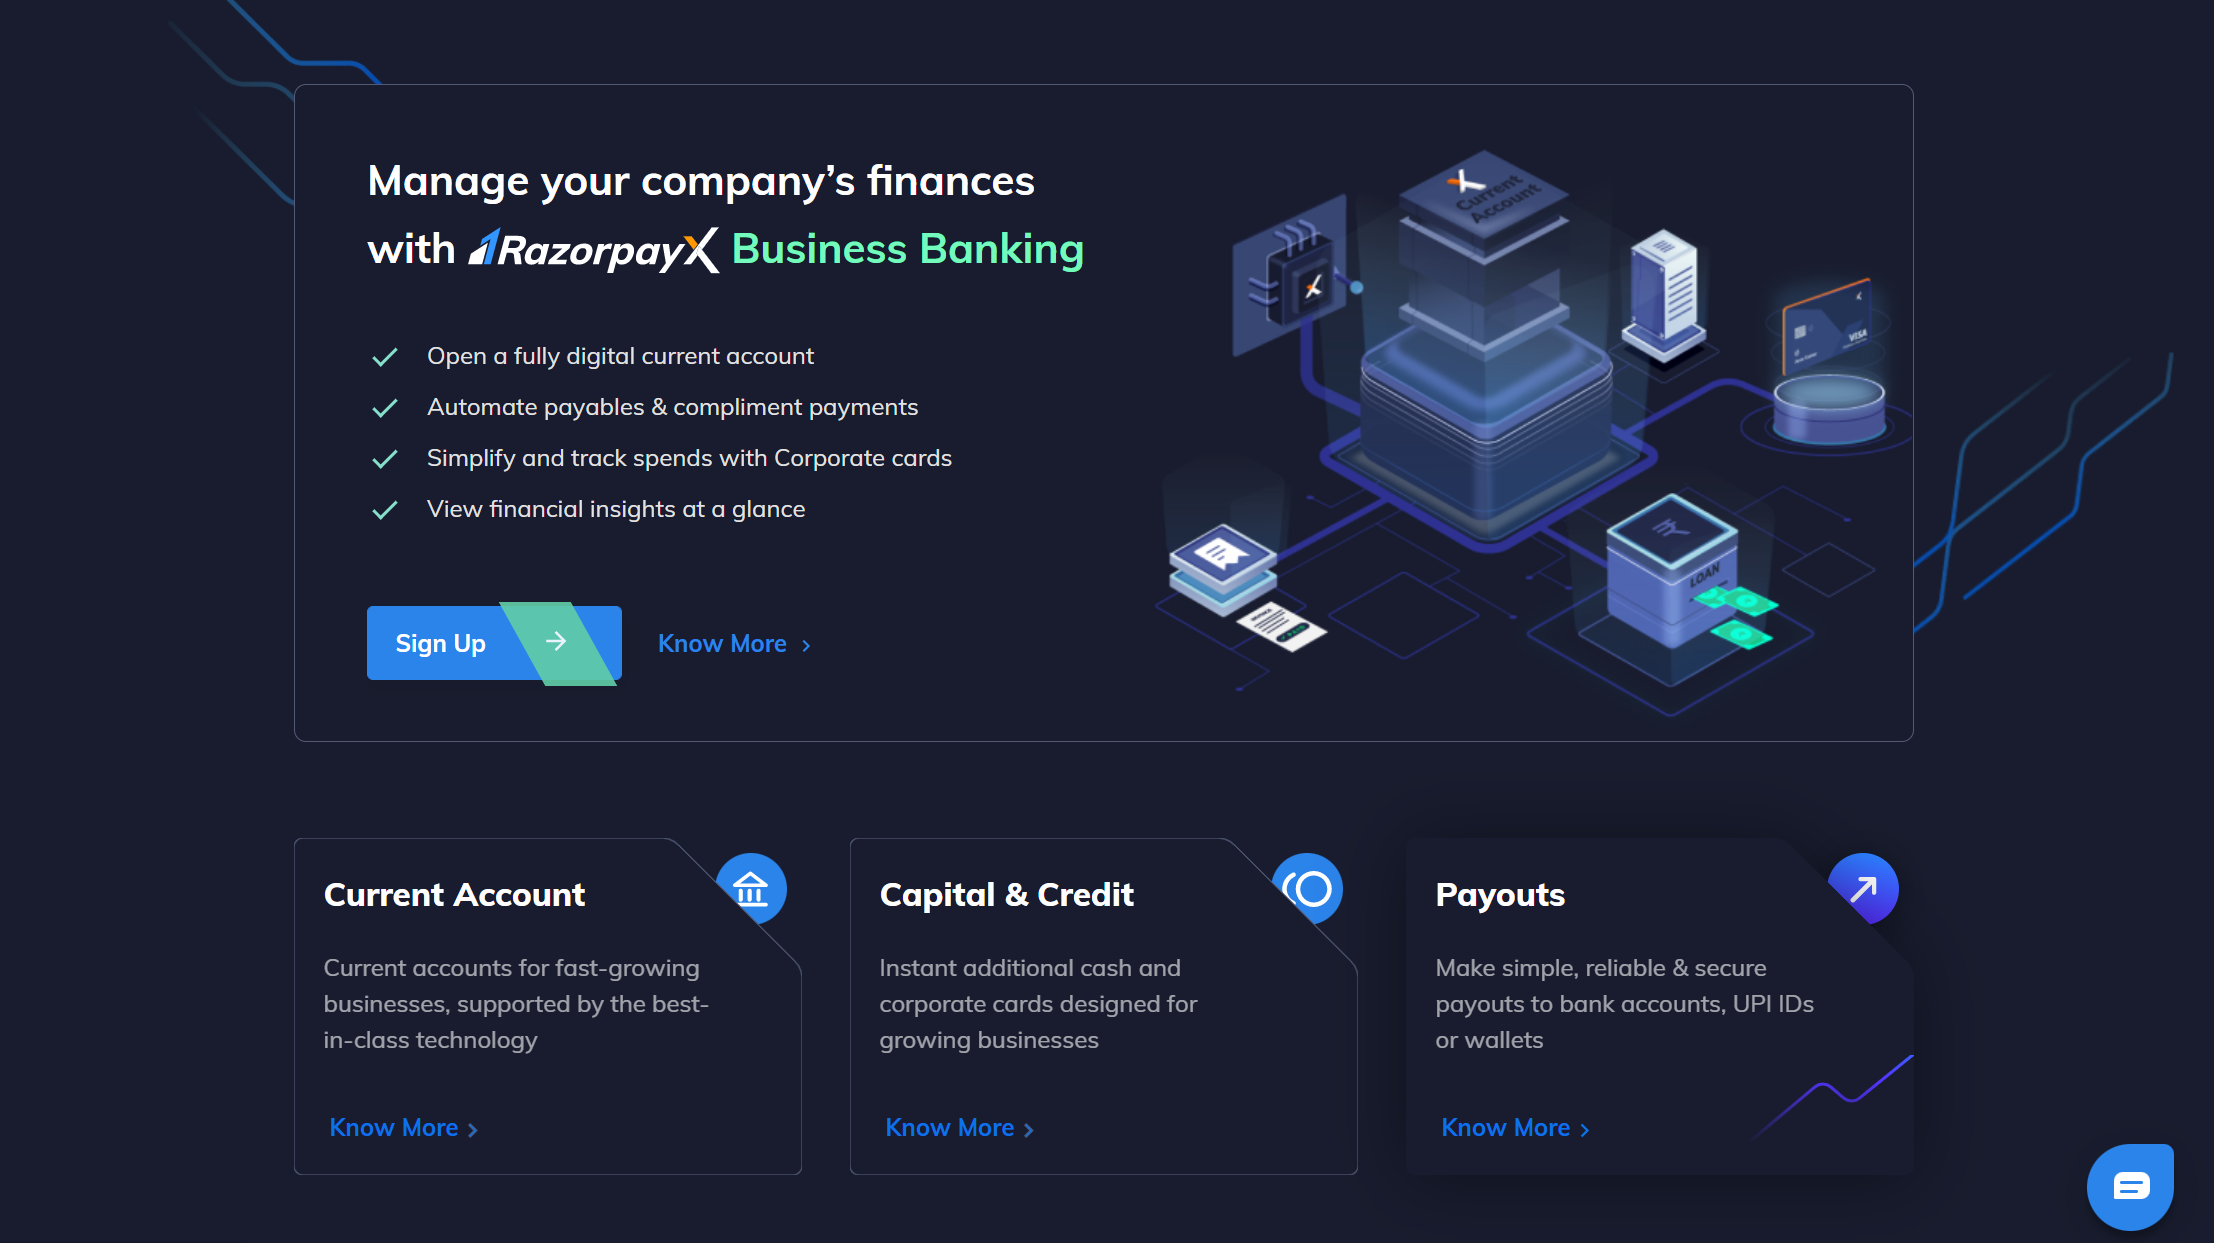 Manage your company’s finances
with RazorpayX Business Banking
Open a fully digital current account
Automate payables & compliment payments
Simplify and track spends with Corporate cards
View financial insights at a glance
Sign Up
Know More
Current Account
VISA
LOAN
Current Account
Current accounts for fast-growing
businesses, supported by the best-
in-class technology
Know More
Capital & Credit
Instant additional cash and
corporate cards designed for
growing businesses
Know More
Payouts
Make simple, reliable & secure
payouts to bank accounts, UPI IDs
or wallets
Know More